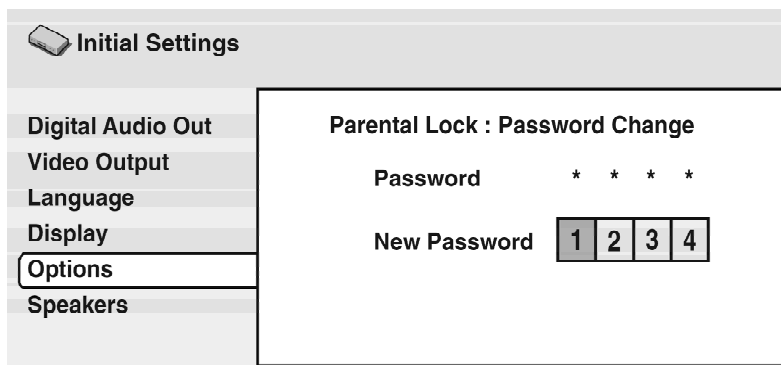 Initial Settings
Digital Audio Out
Video Output
Language
Display
Options
Speakers
Parental Lock : Password Change
Password * * * *
New Password 1 2 3 4